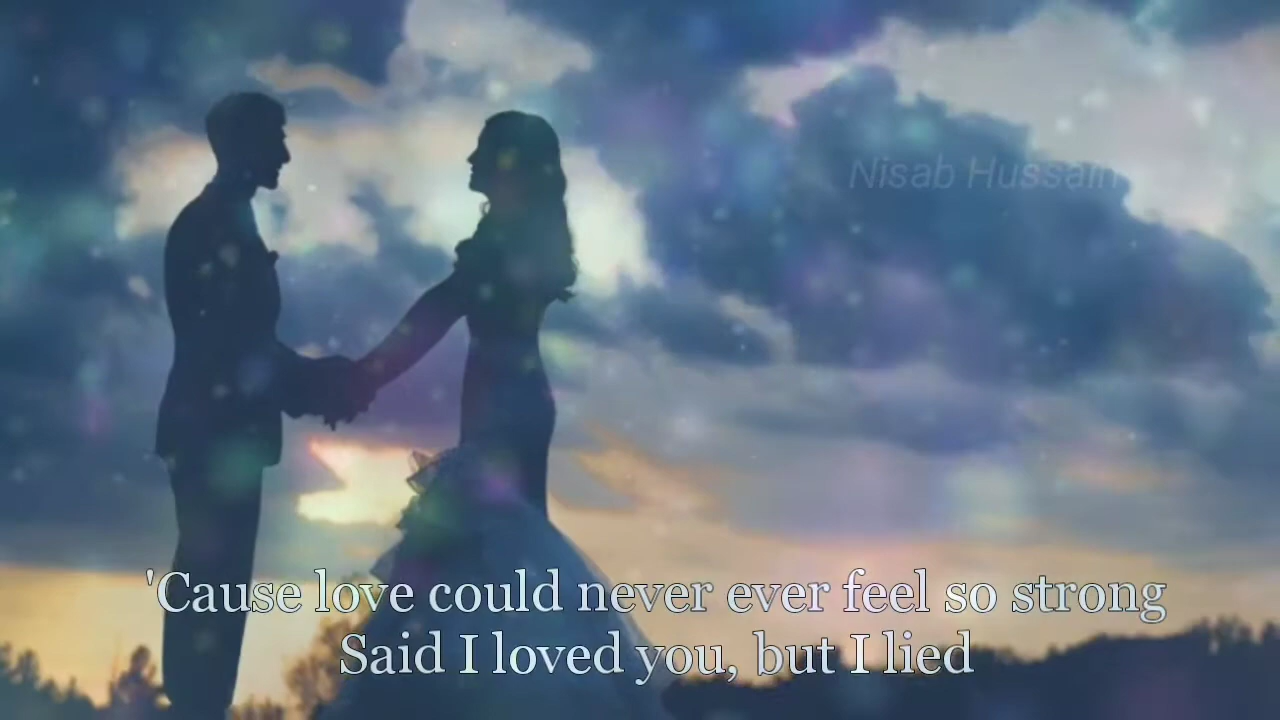 Nisab Hussain
'Cause love could never ever feel so strong
Said I loved you, but I lied